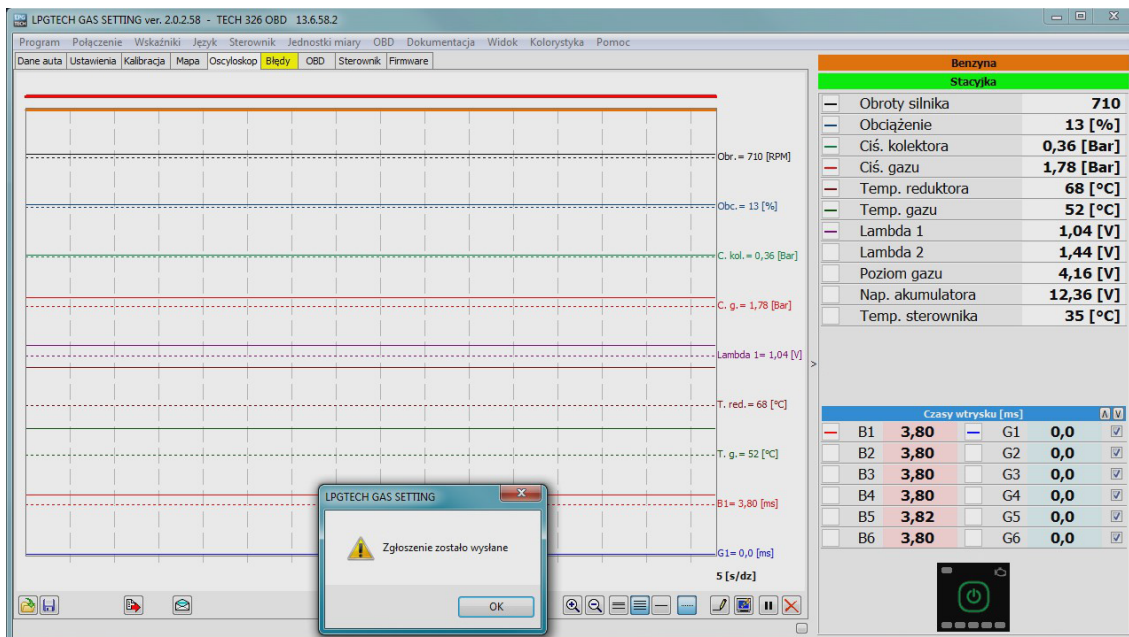 LPGTECH GAS SETTING ver. 2.0.2.58 - TECH 326 OBD 13.6.58.2
Program Połączenie Wskaźniki Język Sterownik Jednostki miary OBD Dokumentacja Widok Kolorystyka Pomoc
Dane auta Ustawienia Kalibracja Mapa Oscyloskop Błędy OBD Sterownik Firmware
Obr.= 710 [RPM]
Obc.= 13 [%]
C. kol.= 0,36 [Bar]
C. g.= 1,78 [Bar]
Lambda 1= 1,04 [V]
T. red.= 68 [°C]
T. g.= 52 [°C]
B1= 3,80 [ms]
G1= 0,0 [ms]
5 [s/dz]
LPGTECH GAS SETTING
Zgłoszenie zostało wysłane
OK
>
Benzyna
Stacyjka
Obroty silnika 710
Obciążenie 13 [%]
Ciś. kolektora 0,36 [Bar]
Ciś. gazu 1,78 [Bar]
Temp. reduktora 68 [°C]
Temp. gazu 52 [°C]
Lambda 1 1,04 [V]
Lambda 2 1,44 [V]
Poziom gazu 4,16 [V]
Nap. akumulatora 12,36 [V]
Temp. sterownika 35 [°C]
Czasy wtrysku [ms]
B1 3,80 G1 0,0
B2 3,80 G2 0,0
B3 3,80 G3 0,0
B4 3,80 G4 0,0
B5 3,82 G5 0,0
B6 3,80 G6 0,0